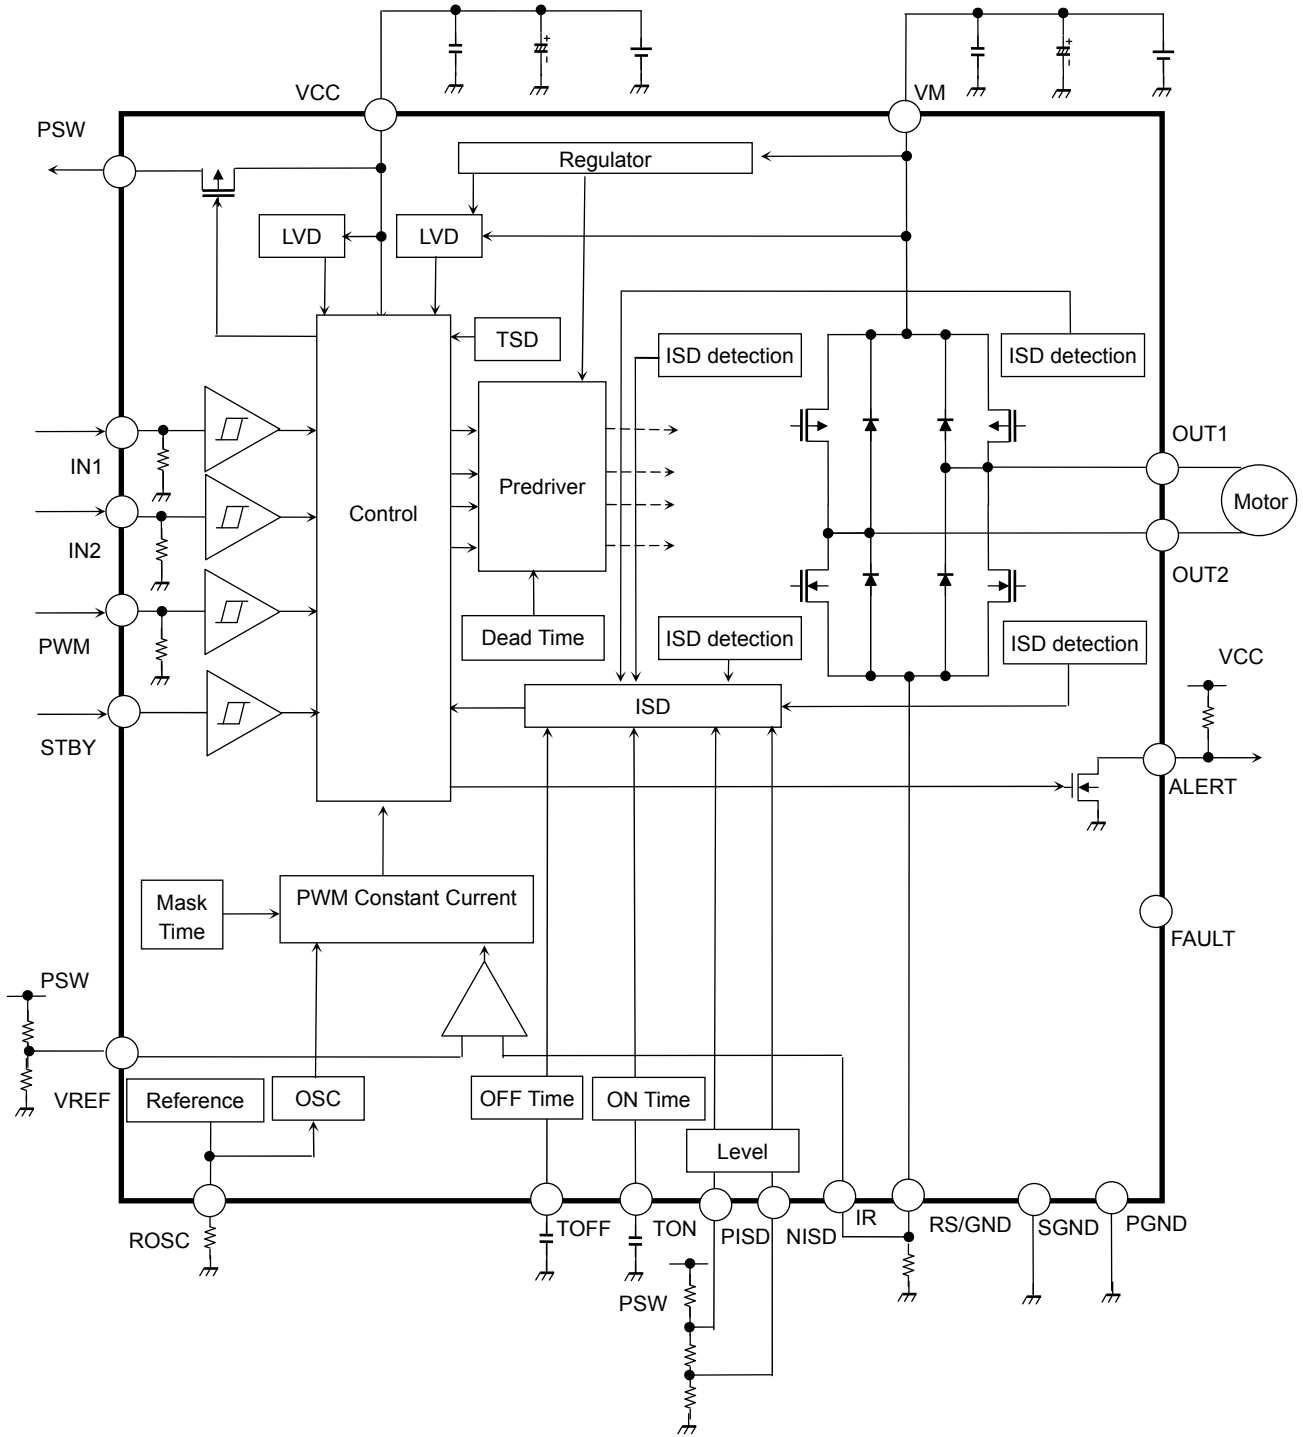 VCC
VM
PSW
Regulator
LVD
LVD
TSD
ISD detection
ISD detection
IN1
OUT1
Motor
Predriver
Control
IN2
OUT2
PWM
Dead Time
ISD detection
ISD detection
VCC
STBY
ISD
ALERT
PWM Constant Current
Mask
Time
FAULT
PSW
VREF
Reference
OSC
OFF Time
ON Time
Level
ROSC
TOFF
TON
PISD
NISD
IR
RS/GND
SGND
PGND
PSW
+
-
+
-